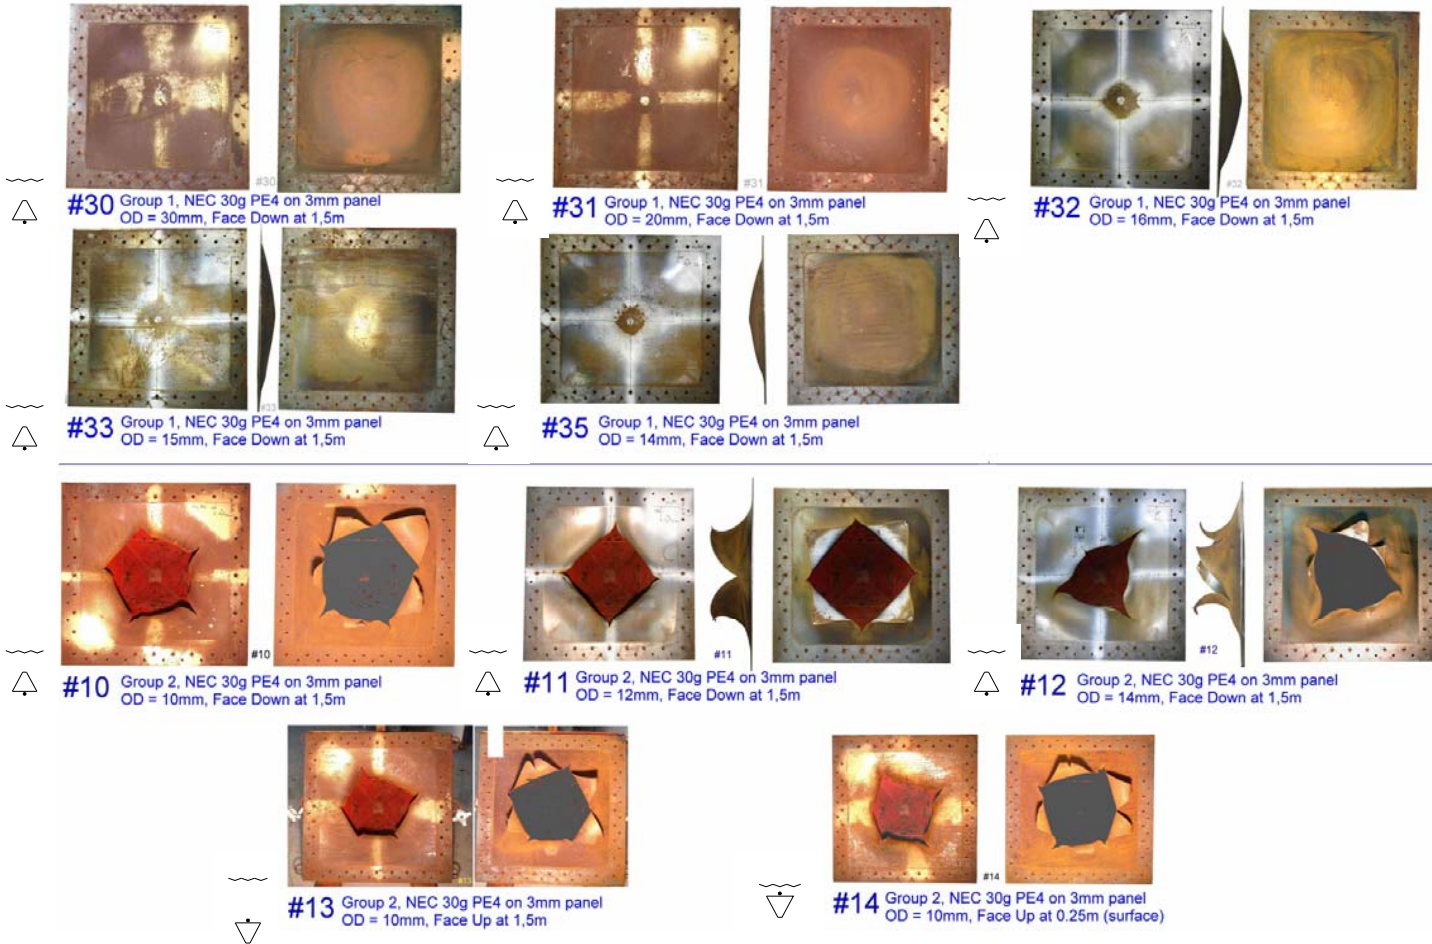 #30
#31
#32
#30 Group 1, NEC 30g PE4 on 3mm panel
OD = 30mm, Face Down at 1,5m
#31 Group 1, NEC 30g PE4 on 3mm panel
OD = 20mm, Face Down at 1,5m
#32 Group 1, NEC 30g PE4 on 3mm panel
OD = 16mm, Face Down at 1,5m
#33
#33 Group 1, NEC 30g PE4 on 3mm panel
OD = 15mm, Face Down at 1,5m
#35 Group 1, NEC 30g PE4 on 3mm panel
OD = 14mm, Face Down at 1,5m
#10
#11
#12
#10 Group 2, NEC 30g PE4 on 3mm panel
OD = 10mm, Face Down at 1,5m
#11 Group 2, NEC 30g PE4 on 3mm panel
OD = 12mm, Face Down at 1,5m
#12 Group 2, NEC 30g PE4 on 3mm panel
OD = 14mm, Face Down at 1,5m
#13
#14
#13 Group 2, NEC 30g PE4 on 3mm panel
OD = 10mm, Face Up at 1,5m
#14 Group 2, NEC 30g PE4 on 3mm panel
OD = 10mm, Face Up at 0.25m (surface)